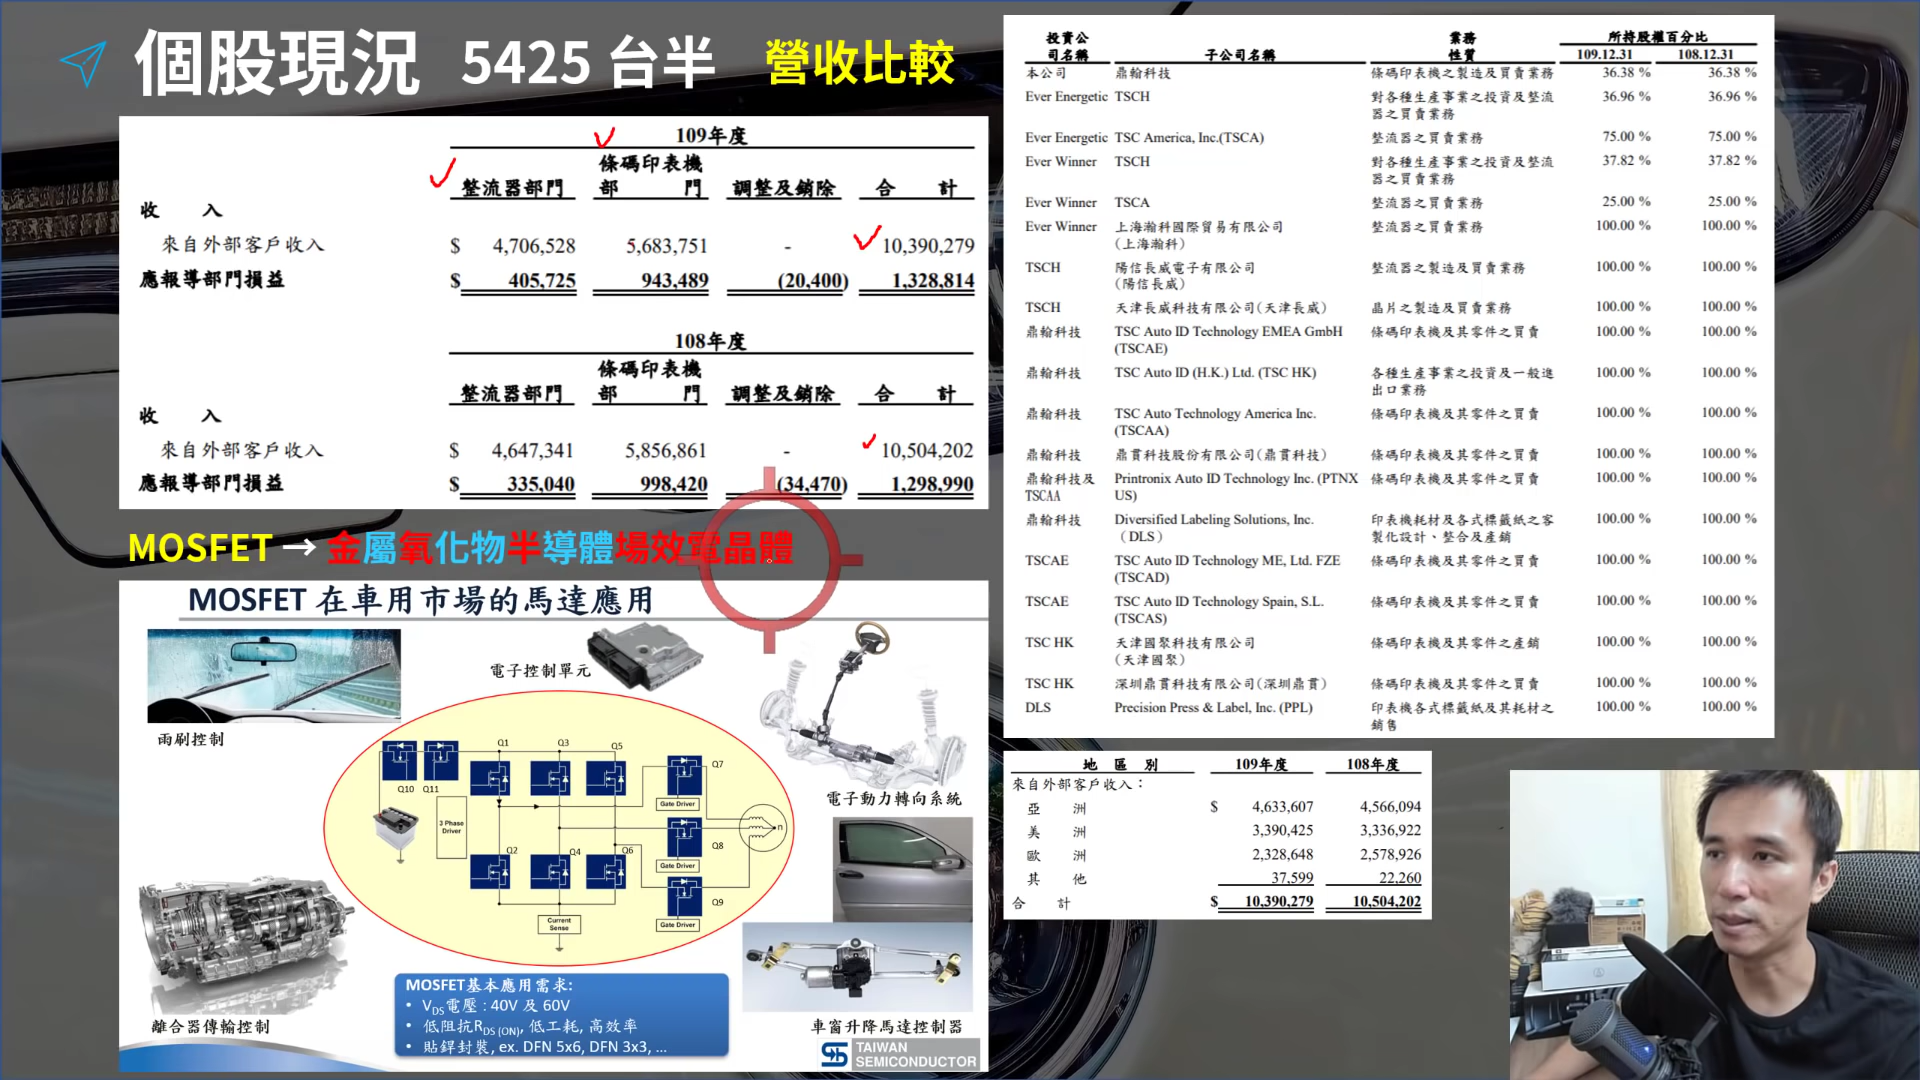 個股現況 5425 台半 營收比較
109年度
整流器部門 條碼印表機部門 調整及銷除 合計
收入
來自外部客戶收入 $ 4,706,528 5,683,751 - 10,390,279
應報導部門損益 $ 405,725 943,489 (20,400) 1,328,814
108年度
整流器部門 條碼印表機部門 調整及銷除 合計
收入
來自外部客戶收入 $ 4,647,341 5,856,861 - 10,504,202
應報導部門損益 $ 335,040 998,420 (34,470) 1,298,990
MOSFET → 金屬氧化物半導體場效電晶體
MOSFET 在車用市場的馬達應用
雨刷控制
電子控制單元
電子動力轉向系統
Q1 Q3 Q5
Q7
Q10 Q11
Gate Driver
3 Phase Driver
n
Q2 Q4 Q6
Q8
Gate Driver
Q9
Current Sense
Gate Driver
離合器傳輸控制
車窗升降馬達控制器
MOSFET基本應用需求:
• VDS電壓 : 40V 及 60V
• 低阻抗RDS (ON), 低工耗, 高效率
• 貼銲封裝, ex. DFN 5x6, DFN 3x3, ...
TAIWAN
SEMICONDUCTOR
投資公司名稱 子公司名稱 業務性質 所持股權百分比
109.12.31 108.12.31
本公司 鼎翰科技 條碼印表機之製造及買賣業務 36.38 % 36.38 %
Ever Energetic TSCH 對各種生產事業之投資及整流器之買賣業務 36.96 % 36.96 %
Ever Energetic TSC America, Inc.(TSCA) 整流器之買賣業務 75.00 % 75.00 %
Ever Winner TSCH 對各種生產事業之投資及整流器之買賣業務 37.82 % 37.82 %
Ever Winner TSCA 整流器之買賣業務 25.00 % 25.00 %
Ever Winner 上海瀚科國際貿易有限公司(上海瀚科) 整流器之買賣業務 100.00 % 100.00 %
TSCH 陽信長威電子有限公司(陽信長威) 整流器之製造及買賣業務 100.00 % 100.00 %
TSCH 天津長威科技有限公司(天津長威) 晶片之製造及買賣業務 100.00 % 100.00 %
鼎翰科技 TSC Auto ID Technology EMEA GmbH (TSCAE) 條碼印表機及其零件之買賣 100.00 % 100.00 %
鼎翰科技 TSC Auto ID (H.K.) Ltd. (TSC HK) 各種生產事業之投資及一般進出口業務 100.00 % 100.00 %
鼎翰科技 TSC Auto Technology America Inc. (TSCAA) 條碼印表機及其零件之買賣 100.00 % 100.00 %
鼎翰科技 鼎貫科技股份有限公司(鼎貫科技) 條碼印表機及其零件之買賣 100.00 % 100.00 %
鼎翰科技及TSCAA Printronix Auto ID Technology Inc. (PTNX US) 條碼印表機及其零件之買賣 100.00 % 100.00 %
鼎翰科技 Diversified Labeling Solutions, Inc. (DLS) 印表機耗材及各式標籤紙之客製化設計、整合及產銷 100.00 % 100.00 %
TSCAE TSC Auto ID Technology ME, Ltd. FZE (TSCAD) 條碼印表機及其零件之買賣 100.00 % 100.00 %
TSCAE TSC Auto ID Technology Spain, S.L. (TSCAS) 條碼印表機及其零件之買賣 100.00 % 100.00 %
TSC HK 天津國聚科技有限公司(天津國聚) 條碼印表機及其零件之產銷 100.00 % 100.00 %
TSC HK 深圳鼎貫科技有限公司(深圳鼎貫) 條碼印表機及其零件之買賣 100.00 % 100.00 %
DLS Precision Press & Label, Inc. (PPL) 印表機各式標籤紙及其耗材之銷售 100.00 % 100.00 %
地區別 109年度 108年度
來自外部客戶收入：
亞洲 $ 4,633,607 4,566,094
美洲 3,390,425 3,336,922
歐洲 2,328,648 2,578,926
其他 37,599 22,260
合計 $ 10,390,279 10,504,202